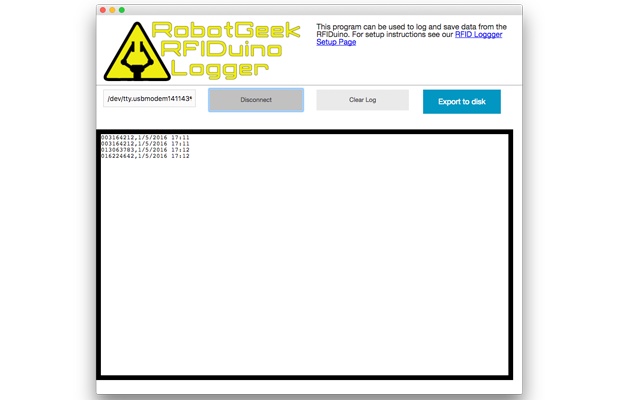 RobotGeek
RFIDuino
Logger
This program can be used to log and save data from the
RFIDuino. For setup instructions see our RFID Loggger
Setup Page
/dev/tty.usbmodem141143
Disconnect
Clear Log
Export to disk
003164212,1/5/2016 17:11
003164212,1/5/2016 17:11
013063783,1/5/2016 17:12
016224642,1/5/2016 17:12